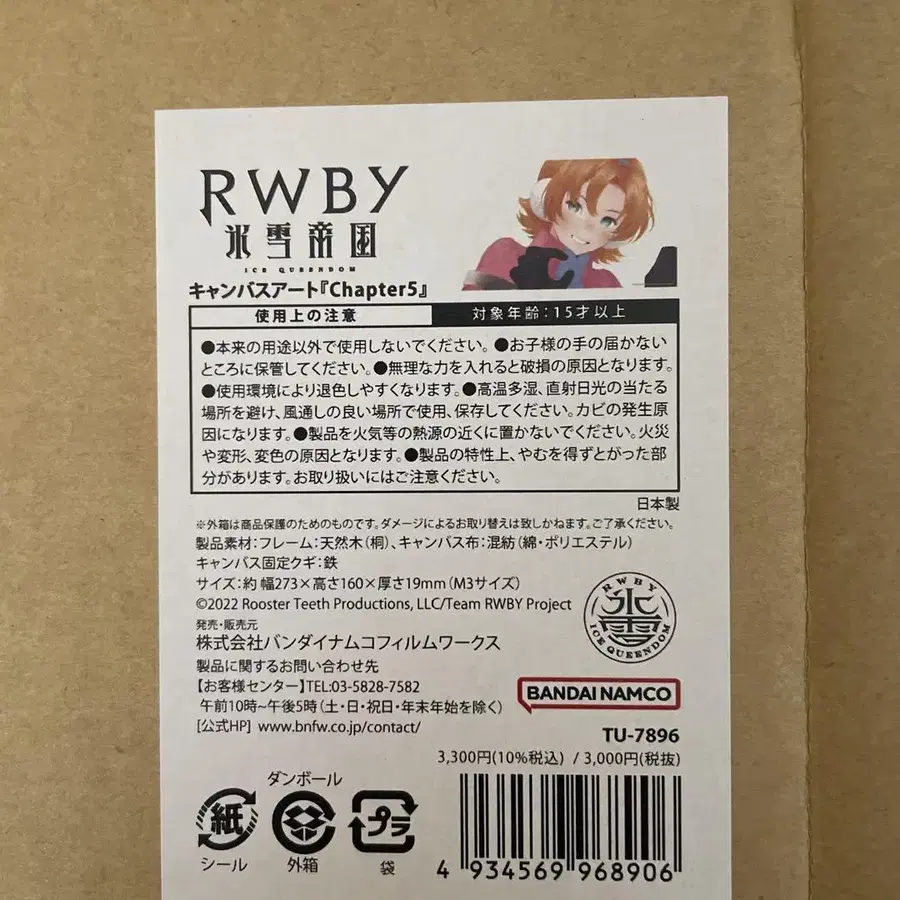 RWBY
氷雪帝国
ICE QUEENDOM
キャンバスアート『Chapter5』
使用上の注意
対象年齢:15才以上
●本来の用途以外で使用しないでください。●お子様の手の届かない
ところに保管してください。●無理な力を入れると破損の原因となります。
●使用環境により退色しやすくなります。●高温多湿、直射日光の当たる
場所を避け、風通しの良い場所で使用、保存してください。カビの発生原
因になります。●製品を火気等の熱源の近くに置かないでください。火災
や変形、変色の原因となります。●製品の特性上、やむを得ずとがった部
分があります。お取り扱いにはご注意ください。
日本製
※外箱は商品保護のためのものです。ダメージによるお取り替えは致しかねます。ご了承ください。
製品素材:フレーム:天然木(桐)、キャンバス布:混紡(綿・ポリエステル)
キャンバス固定クギ:鉄
サイズ:約 幅273×高さ160×厚さ19mm(M3サイズ)
©2022 Rooster Teeth Productions, LLC/Team RWBY Project
発売・販売元
株式会社バンダイナムコフィルムワークス
製品に関するお問い合わせ先
【お客様センター】TEL:03-5828-7582
午前10時〜午後5時(土・日・祝日・年末年始を除く)
[公式HP] www.bnfw.co.jp/contact/
RWBY
氷雪
ICE QUEENDOM
BANDAI NAMCO
TU-7896
3,300円(10%税込) / 3,000円(税抜)
ダンボール
紙
プラ
シール
外箱
袋
4 934569 968906